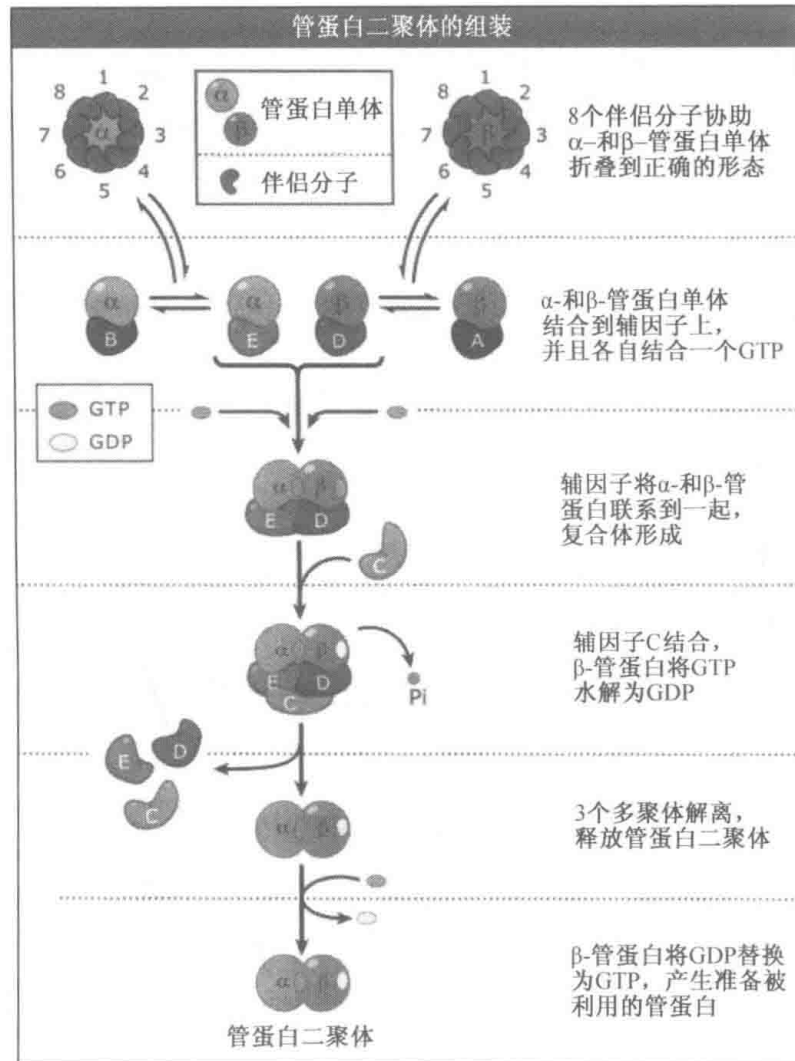 管蛋白二聚体的组装
1
2
3
4
5
6
7
8
α
管蛋白单体
α
β
伴侣分子
1
2
3
4
5
6
7
8
β
8个伴侣分子协助
α-和β-管蛋白单体
折叠到正确的形态
α
B
α
E
β
D
β
A
α-和β-管蛋白单体
结合到辅因子上，
并且各自结合一个GTP
GTP
GDP
α β
E D
辅因子将α-和β-管
蛋白联系到一起，
复合体形成
C
α β
E D
C
Pi
辅因子C结合，
β-管蛋白将GTP
水解为GDP
E
D
C
α β
3个多聚体解离，
释放管蛋白二聚体
α β
管蛋白二聚体
β-管蛋白将GDP替换
为GTP，产生准备被
利用的管蛋白